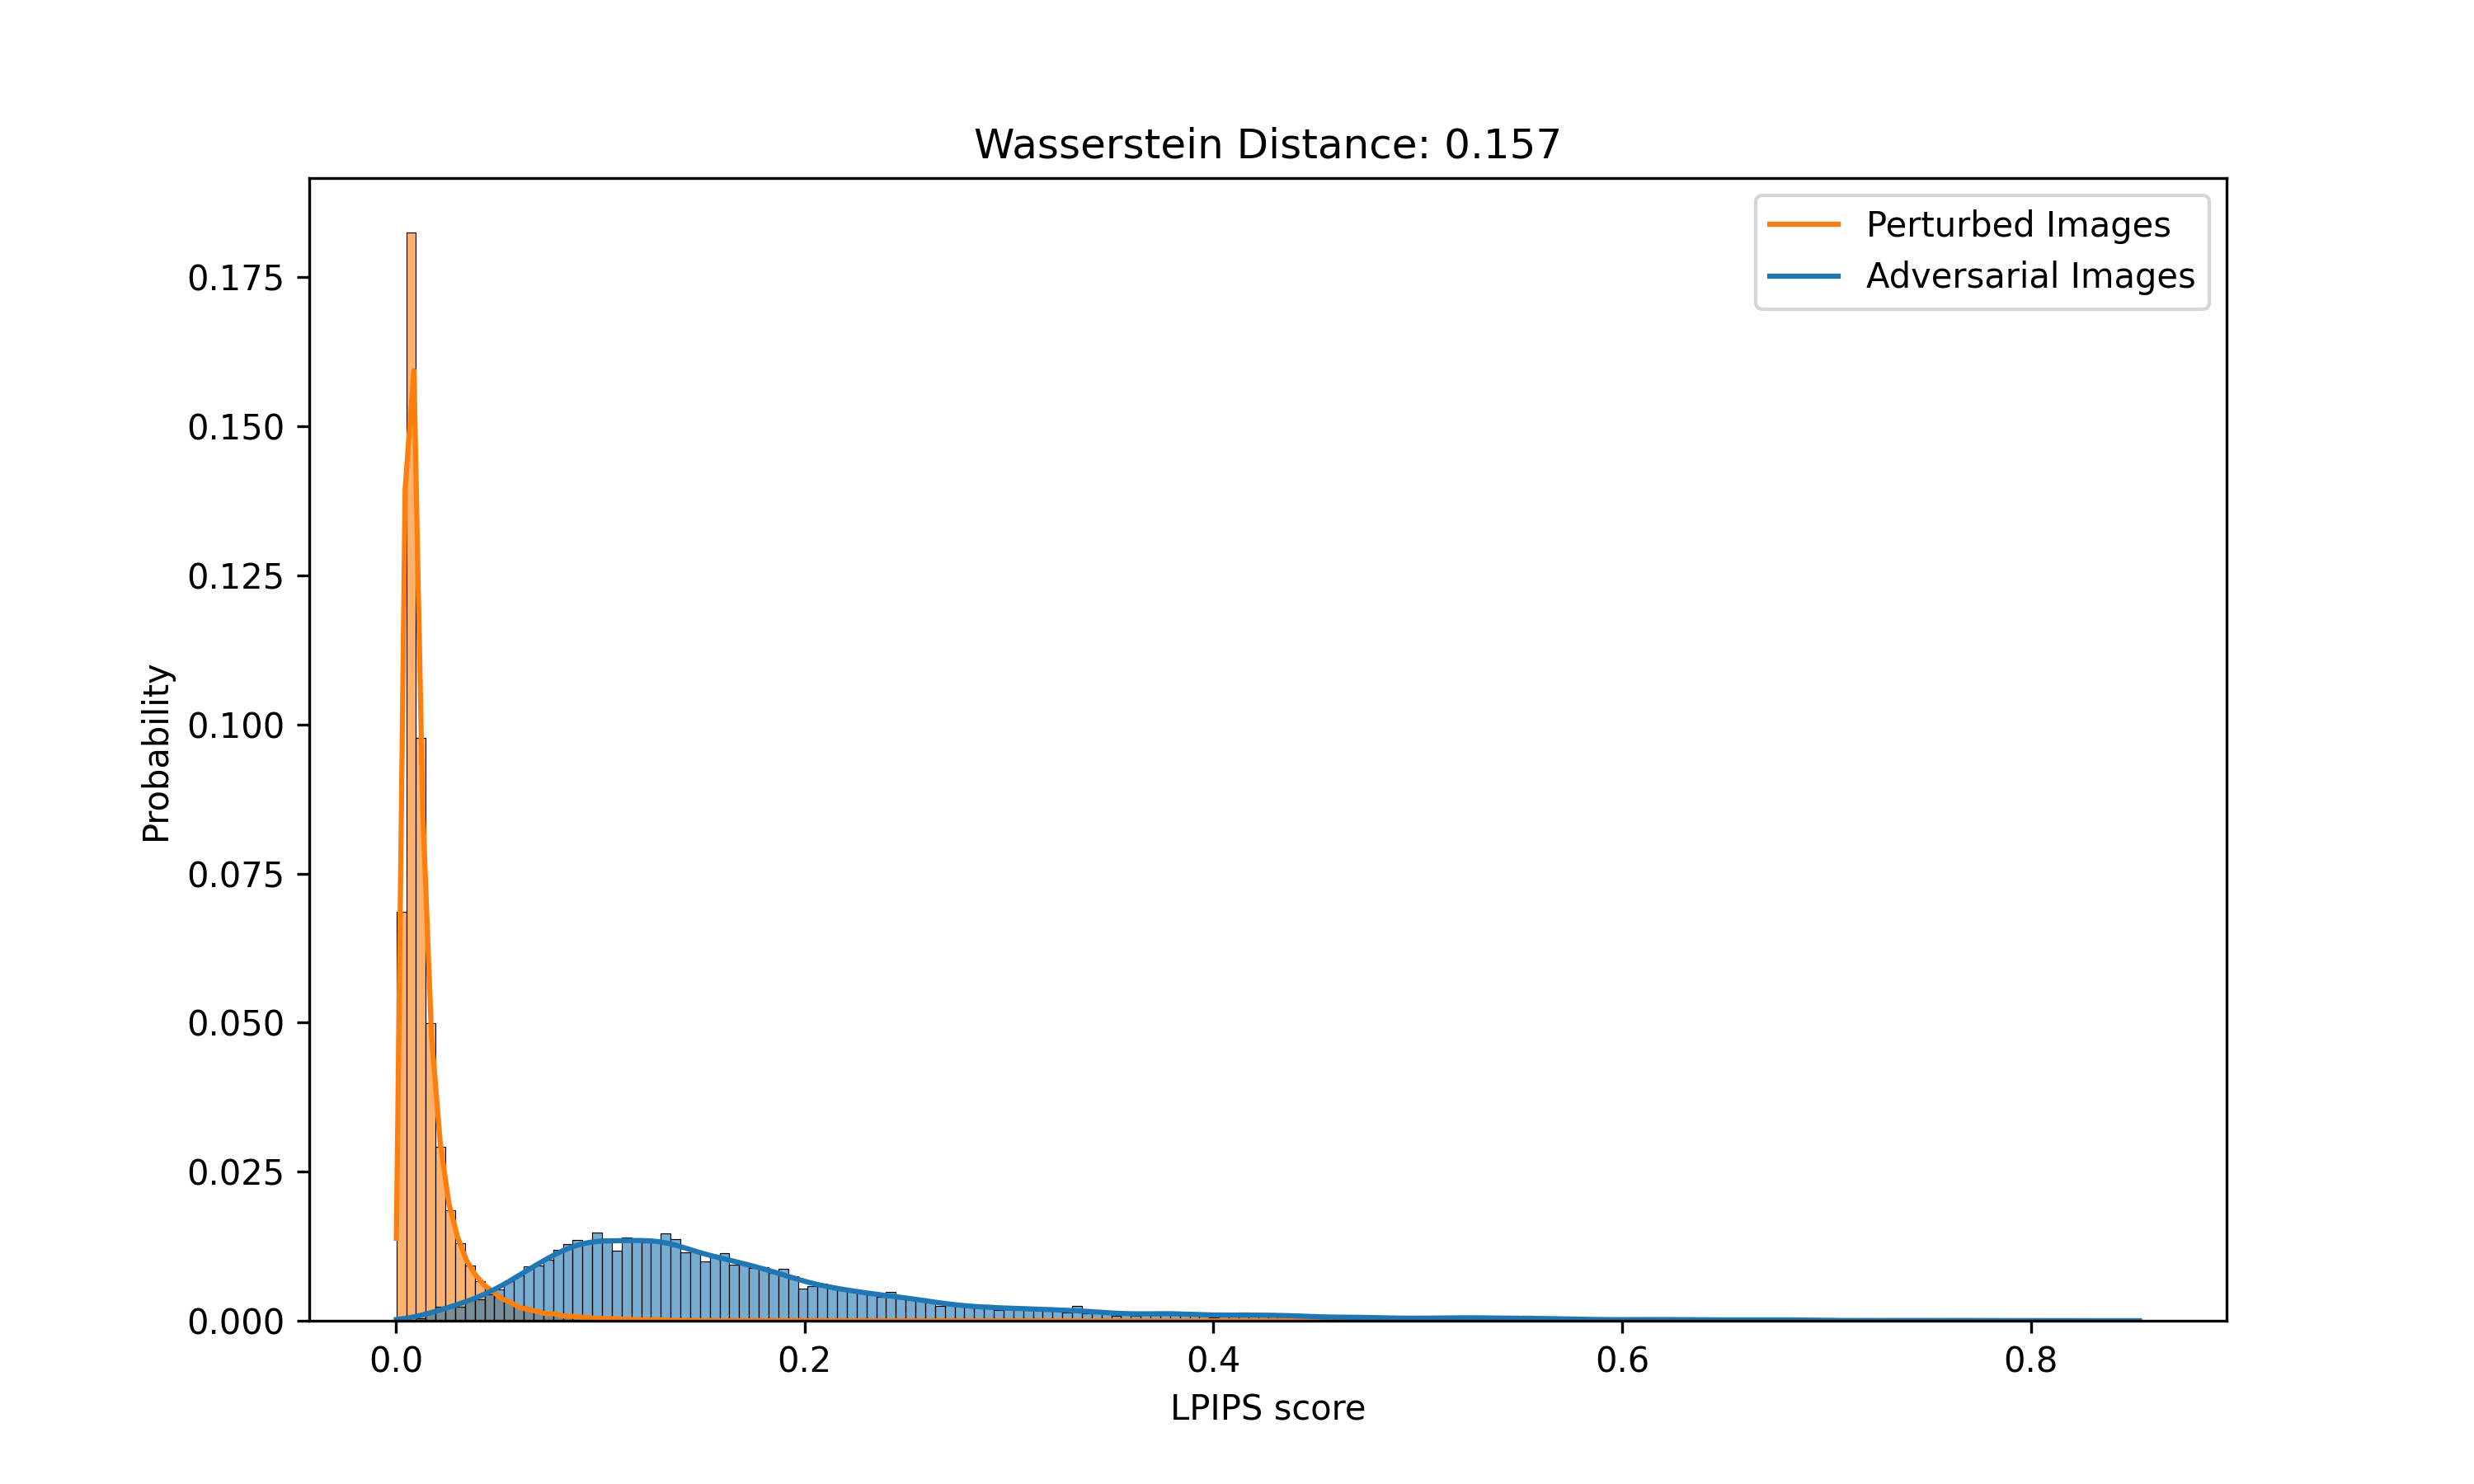 Wasserstein Distance: 0.157
Perturbed Images
Adversarial Images
Probability
0.175
0.150
0.125
0.100
0.075
0.050
0.025
0.000
0.0 0.2 0.4 0.6 0.8
LPIPS score